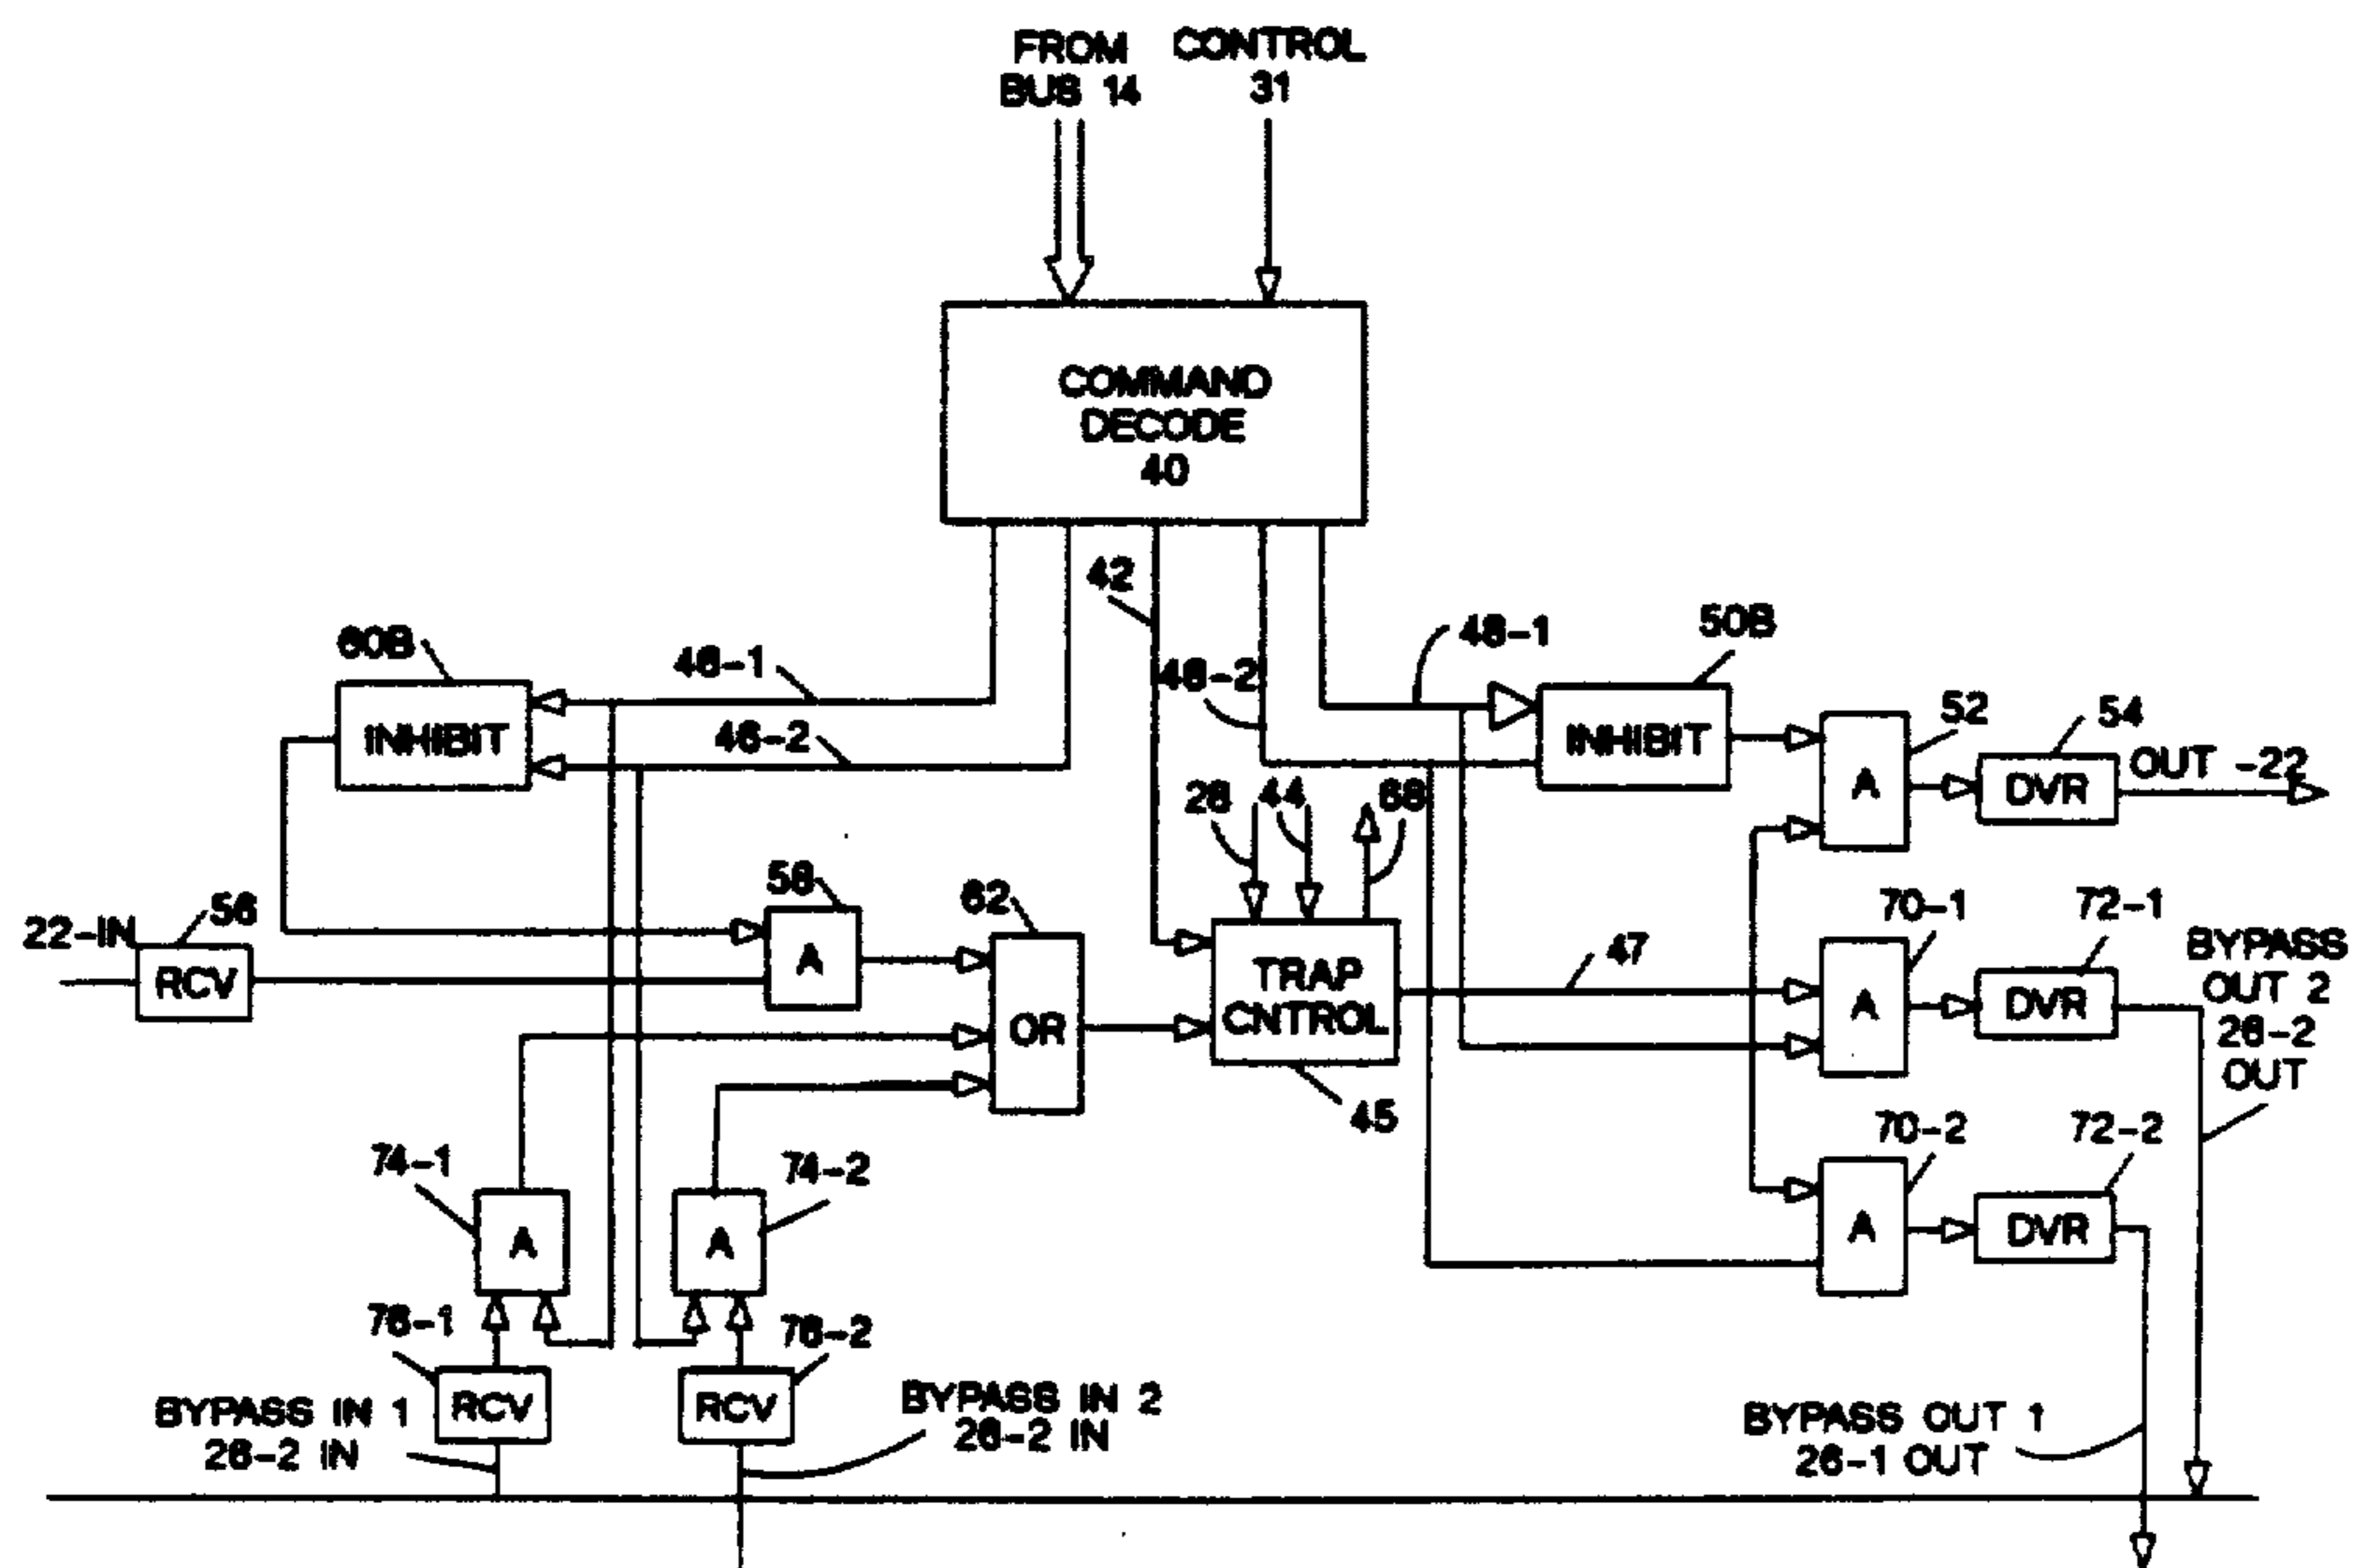 FROM
BUS 14
CONTROL
31
COMMAND
DECODE
40
42
60B
46-1
46-2
INHIBIT
48-1
48-2
50B
INHIBIT
52
A
54
DVR
OUT -22
44
68
22-IN
56
RCV
58
A
62
OR
TRAP
CNTROL
45
47
70-1
A
72-1
DVR
BYPASS
OUT 2
26-2
OUT
70-2
A
72-2
DVR
74-1
A
74-2
A
76-1
RCV
76-2
RCV
BYPASS IN 1
26-2 IN
BYPASS IN 2
26-2 IN
BYPASS OUT 1
26-1 OUT